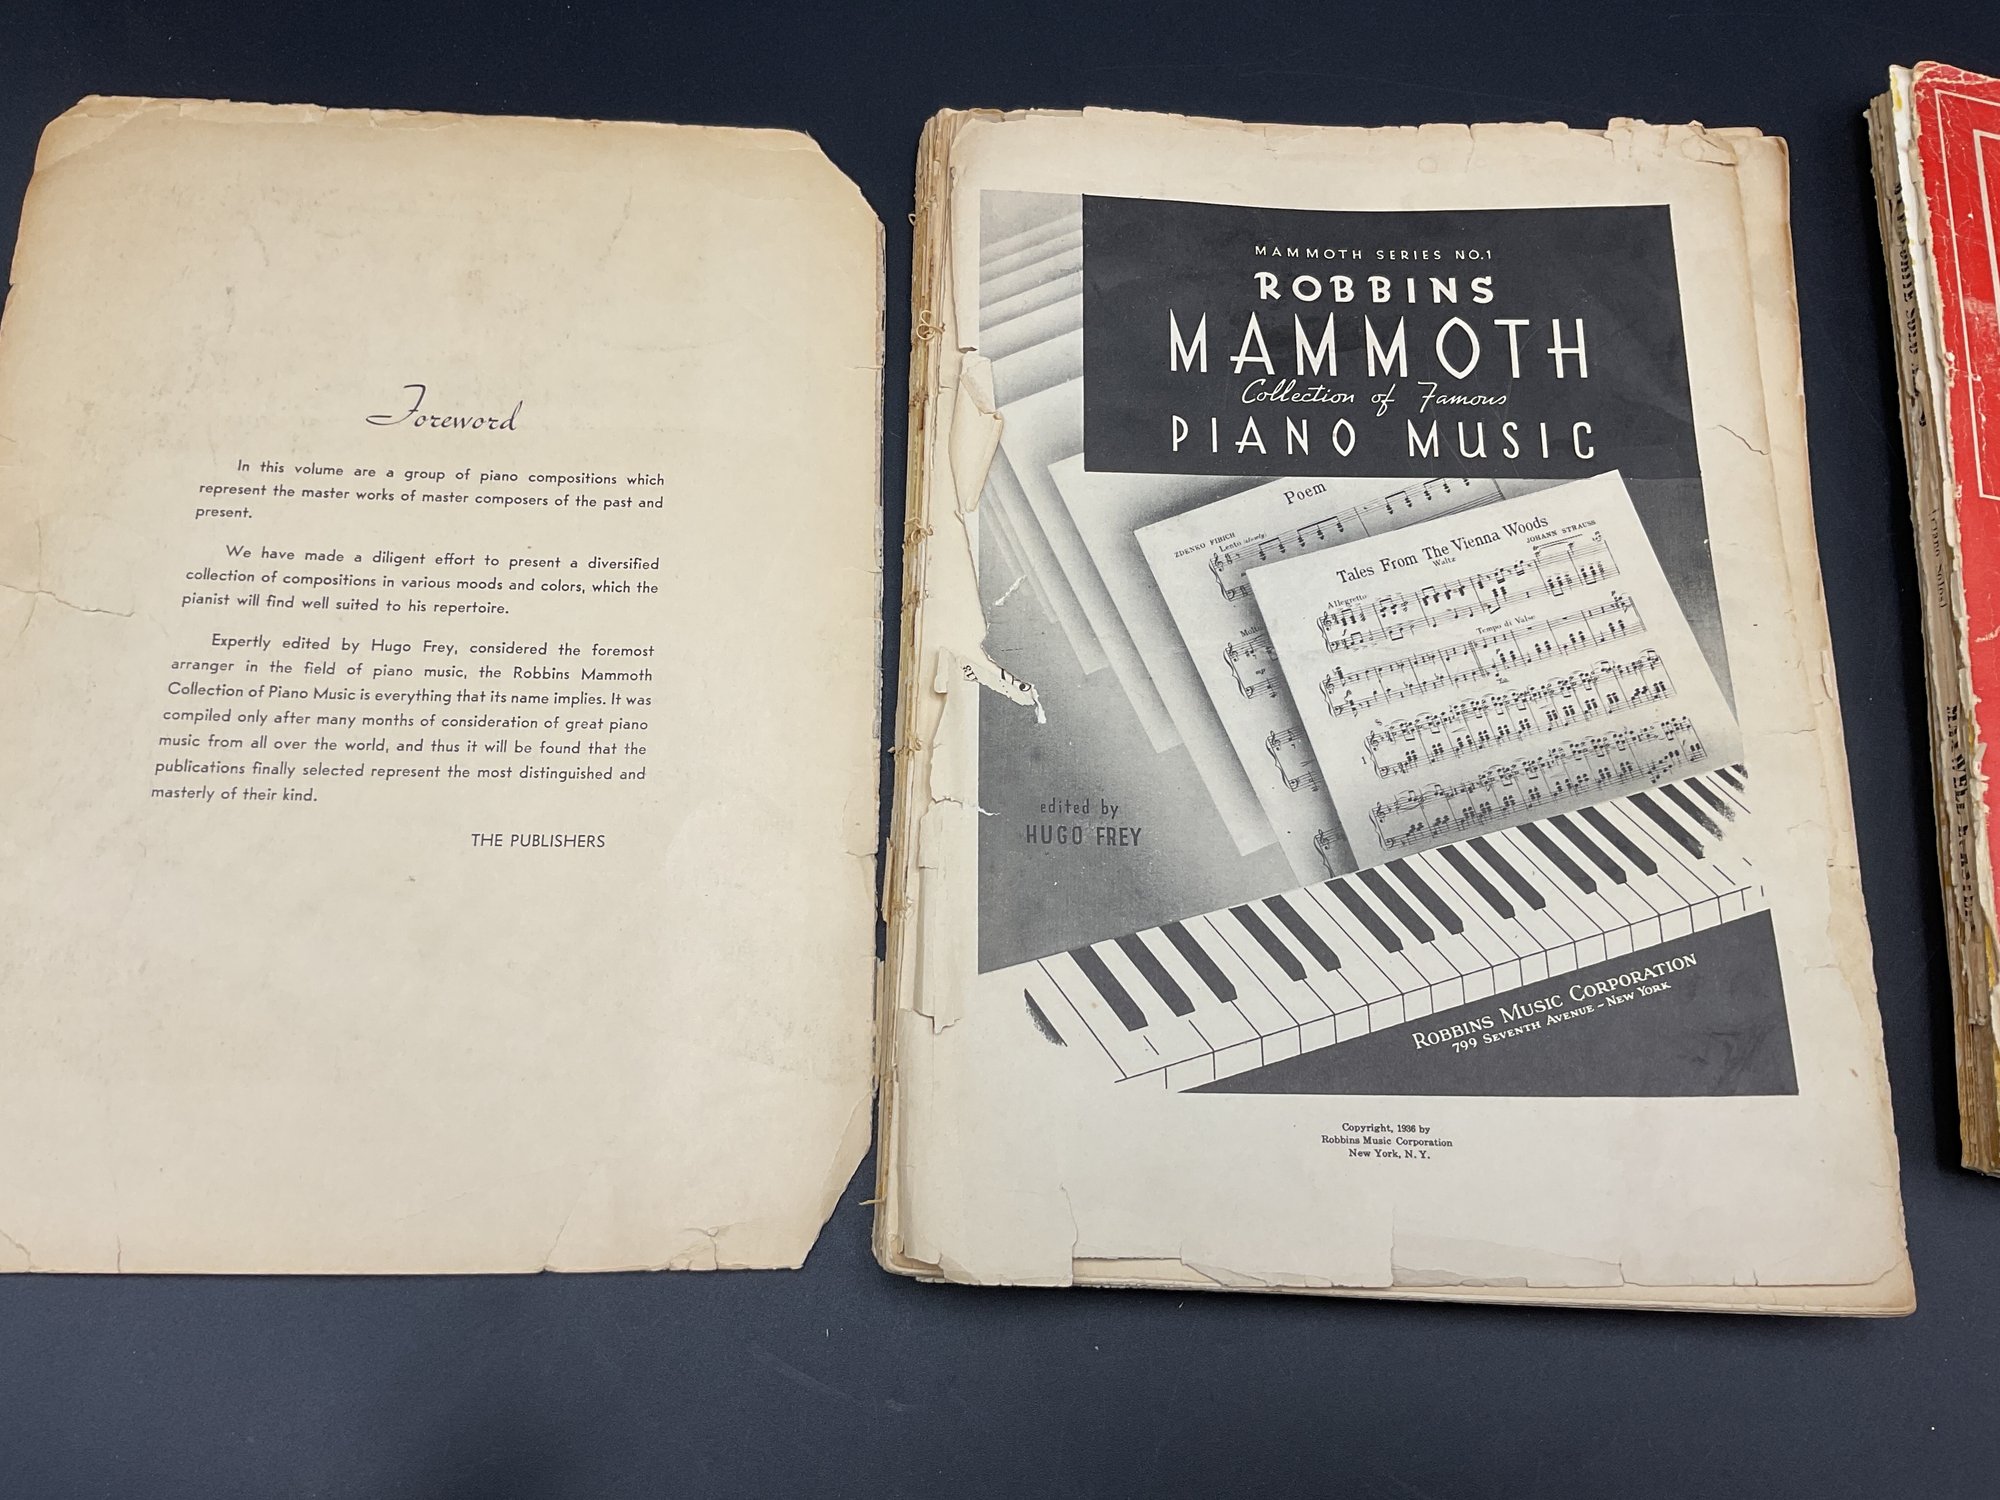 Foreword
In this volume are a group of piano compositions which
represent the master works of master composers of the past and
present.
We have made a diligent effort to present a diversified
collection of compositions in various moods and colors, which the
pianist will find well suited to his repertoire.
Expertly edited by Hugo Frey, considered the foremost
arranger in the field of piano music, the Robbins Mammoth
Collection of Piano Music is everything that its name implies. It was
compiled only after many months of consideration of great piano
music from all over the world, and thus it will be found that the
publications finally selected represent the most distinguished and
masterly of their kind.
THE PUBLISHERS
MAMMOTH SERIES NO.1
ROBBINS
MAMMOTH
Collection of Famous
PIANO MUSIC
Poem
ZDENKO FIBICH
Lento (slowly)
Molto
mp
Tales From The Vienna Woods
Waltz
JOHANN STRAUSS
Allegretto
Tempo di Valse
1
edited by
HUGO FREY
ROBBINS MUSIC CORPORATION
799 SEVENTH AVENUE - NEW YORK
Copyright, 1936 by
Robbins Music Corporation
New York, N. Y.
(Piano Solos)